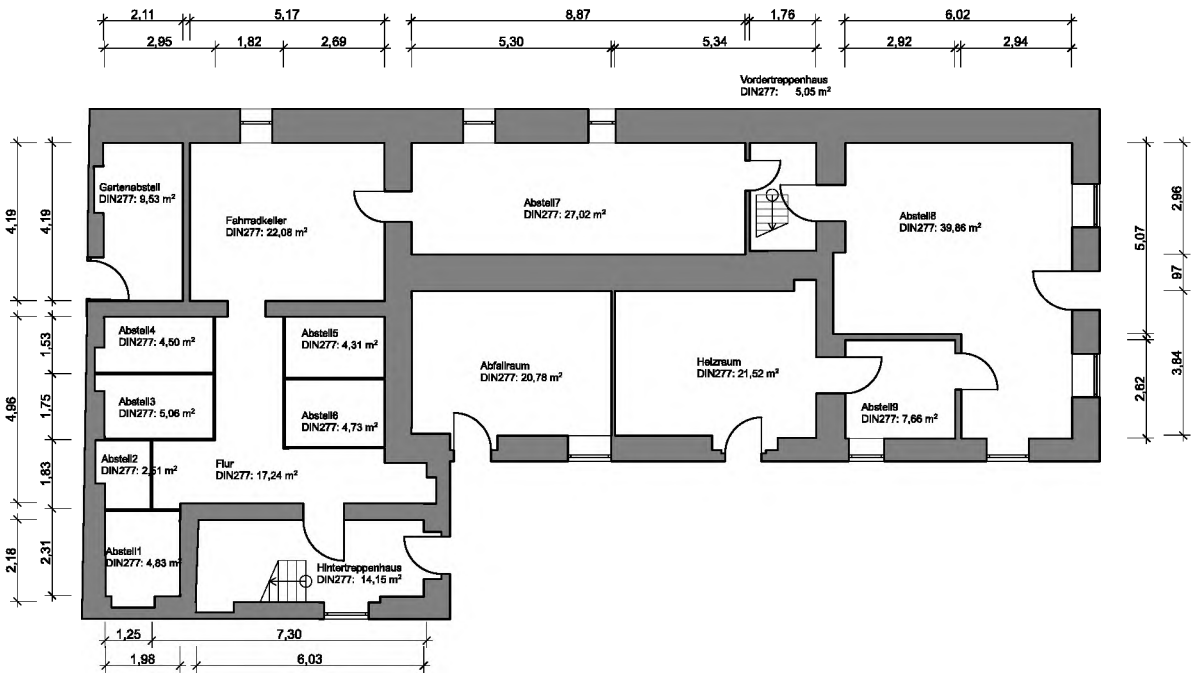 2,11
5,17
8,87
1,76
6,02
2,95
1,82
2,69
5,30
5,34
2,92
2,94
Vordertreppenhaus
DIN277: 5,05 m²
Gartenabstell
DIN277: 9,53 m²
Fahrradkeller
DIN277: 22,08 m²
Abstell7
DIN277: 27,02 m²
Abstell8
DIN277: 39,86 m²
4,19
4,19
2,96
5,07
97
Abstell4
DIN277: 4,50 m²
Abstell5
DIN277: 4,31 m²
Abfallraum
DIN277: 20,78 m²
Heizraum
DIN277: 21,52 m²
1,53
3,84
Abstell3
DIN277: 5,06 m²
Abstell6
DIN277: 4,73 m²
Abstell9
DIN277: 7,66 m²
4,96
1,75
2,62
Abstell2
DIN277: 2,51 m²
Flur
DIN277: 17,24 m²
1,83
Abstell1
DIN277: 4,83 m²
Hintertreppenhaus
DIN277: 14,15 m²
2,18
2,31
1,25
7,30
1,98
6,03